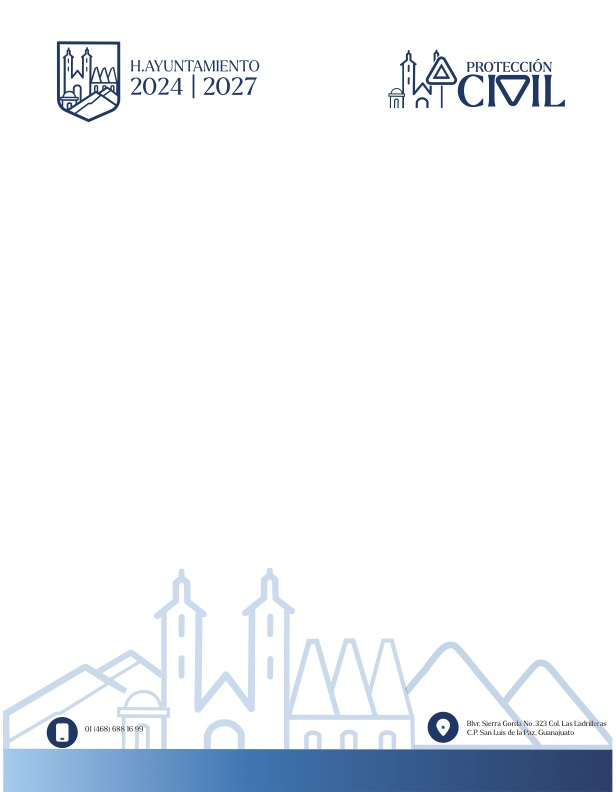 H.AYUNTAMIENTO
2024 | 2027
PROTECCIÓN
CIVIL
01 (468) 688 16 99
Blvr. Sierra Gorda No. 323 Col. Las Ladrilleras
C.P. San Luis de la Paz, Guanajuato